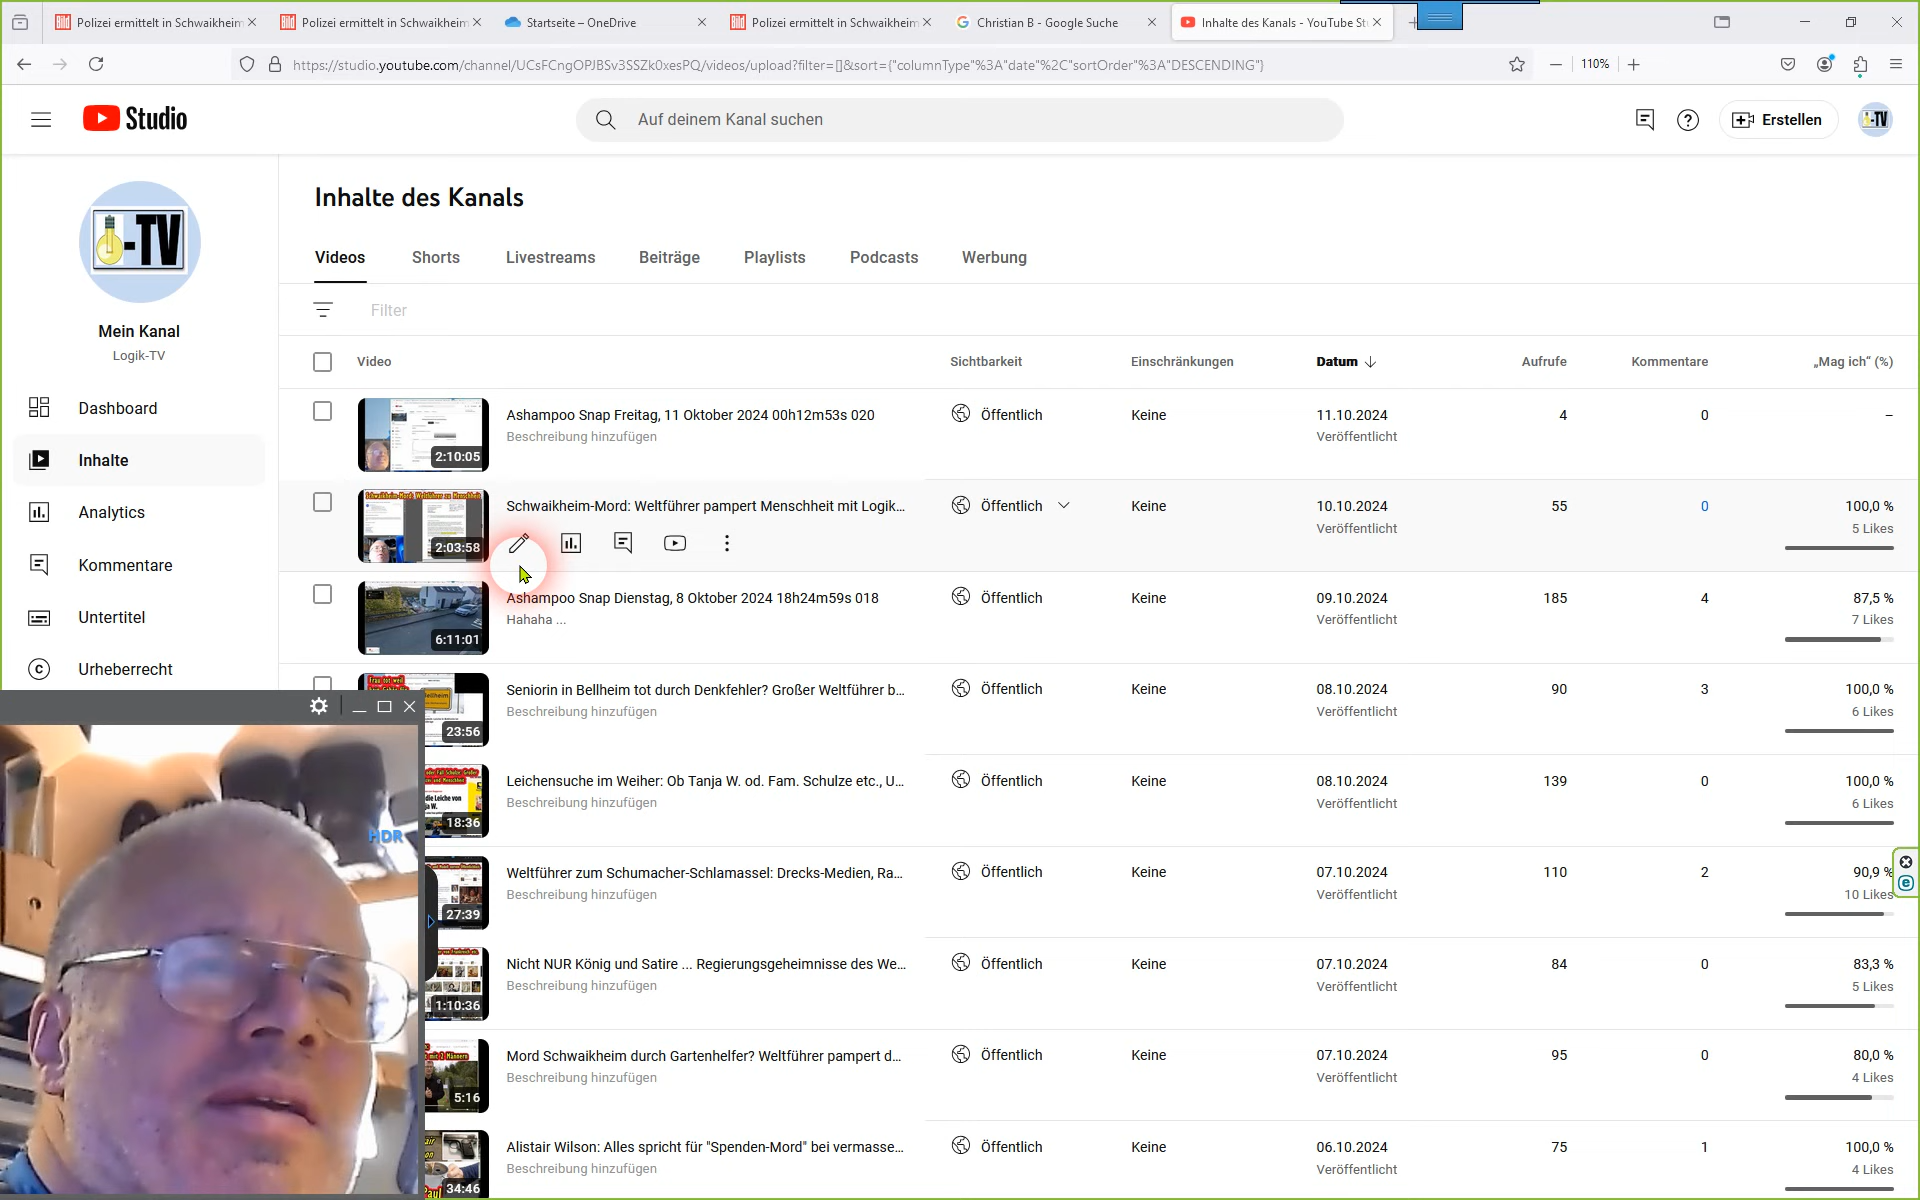 Polizei ermittelt in Schwaikheim
Polizei ermittelt in Schwaikheim
Startseite – OneDrive
Polizei ermittelt in Schwaikheim
Christian B - Google Suche
Inhalte des Kanals - YouTube St
https://studio.youtube.com/channel/UCsFCngOPJBSv3SSZk0xesPQ/videos/upload?filter=[]&sort={"columnType"%3A"date"%2C"sortOrder"%3A"DESCENDING"}
110%
Studio
Auf deinem Kanal suchen
Erstellen
-TV
-TV
Mein Kanal
Logik-TV
Dashboard
Inhalte
Analytics
Kommentare
Untertitel
Urheberrecht
Inhalte des Kanals
Videos Shorts Livestreams Beiträge Playlists Podcasts Werbung
Filter
Video Sichtbarkeit Einschränkungen Datum Aufrufe Kommentare „Mag ich“ (%)
Ashampoo Snap Freitag, 11 Oktober 2024 00h12m53s 020 Öffentlich Keine 11.10.2024 4 0 –
Beschreibung hinzufügen Veröffentlicht
2:10:05
Schwaikheim-Mord: Weltführer zu Menschheit
Schwaikheim-Mord: Weltführer pampert Menschheit mit Logik... Öffentlich Keine 10.10.2024 55 0 100,0 %
Veröffentlicht 5 Likes
2:03:58
Ashampoo Snap Dienstag, 8 Oktober 2024 18h24m59s 018 Öffentlich Keine 09.10.2024 185 4 87,5 %
Hahaha ... Veröffentlicht 7 Likes
6:11:01
Frau tot weil
Bellheim
Seniorin in Bellheim tot durch Denkfehler? Großer Weltführer b... Öffentlich Keine 08.10.2024 90 3 100,0 %
Beschreibung hinzufügen Veröffentlicht 6 Likes
23:56
Leichensuche im Weiher: Ob Tanja W. od. Fam. Schulze etc., U... Öffentlich Keine 08.10.2024 139 0 100,0 %
Beschreibung hinzufügen Veröffentlicht 6 Likes
18:36
Weltführer zum Schumacher-Schlamassel: Drecks-Medien, Ra... Öffentlich Keine 07.10.2024 110 2 90,9 %
Beschreibung hinzufügen Veröffentlicht 10 Likes
27:39
Nicht NUR König und Satire ... Regierungsgeheimnisse des We... Öffentlich Keine 07.10.2024 84 0 83,3 %
Beschreibung hinzufügen Veröffentlicht 5 Likes
1:10:36
mit 2 Männern
Mord Schwaikheim durch Gartenhelfer? Weltführer pampert d... Öffentlich Keine 07.10.2024 95 0 80,0 %
Beschreibung hinzufügen Veröffentlicht 4 Likes
5:16
Alistair Wilson: Alles spricht für "Spenden-Mord" bei vermasse... Öffentlich Keine 06.10.2024 75 1 100,0 %
Beschreibung hinzufügen Veröffentlicht 4 Likes
34:46
HDR